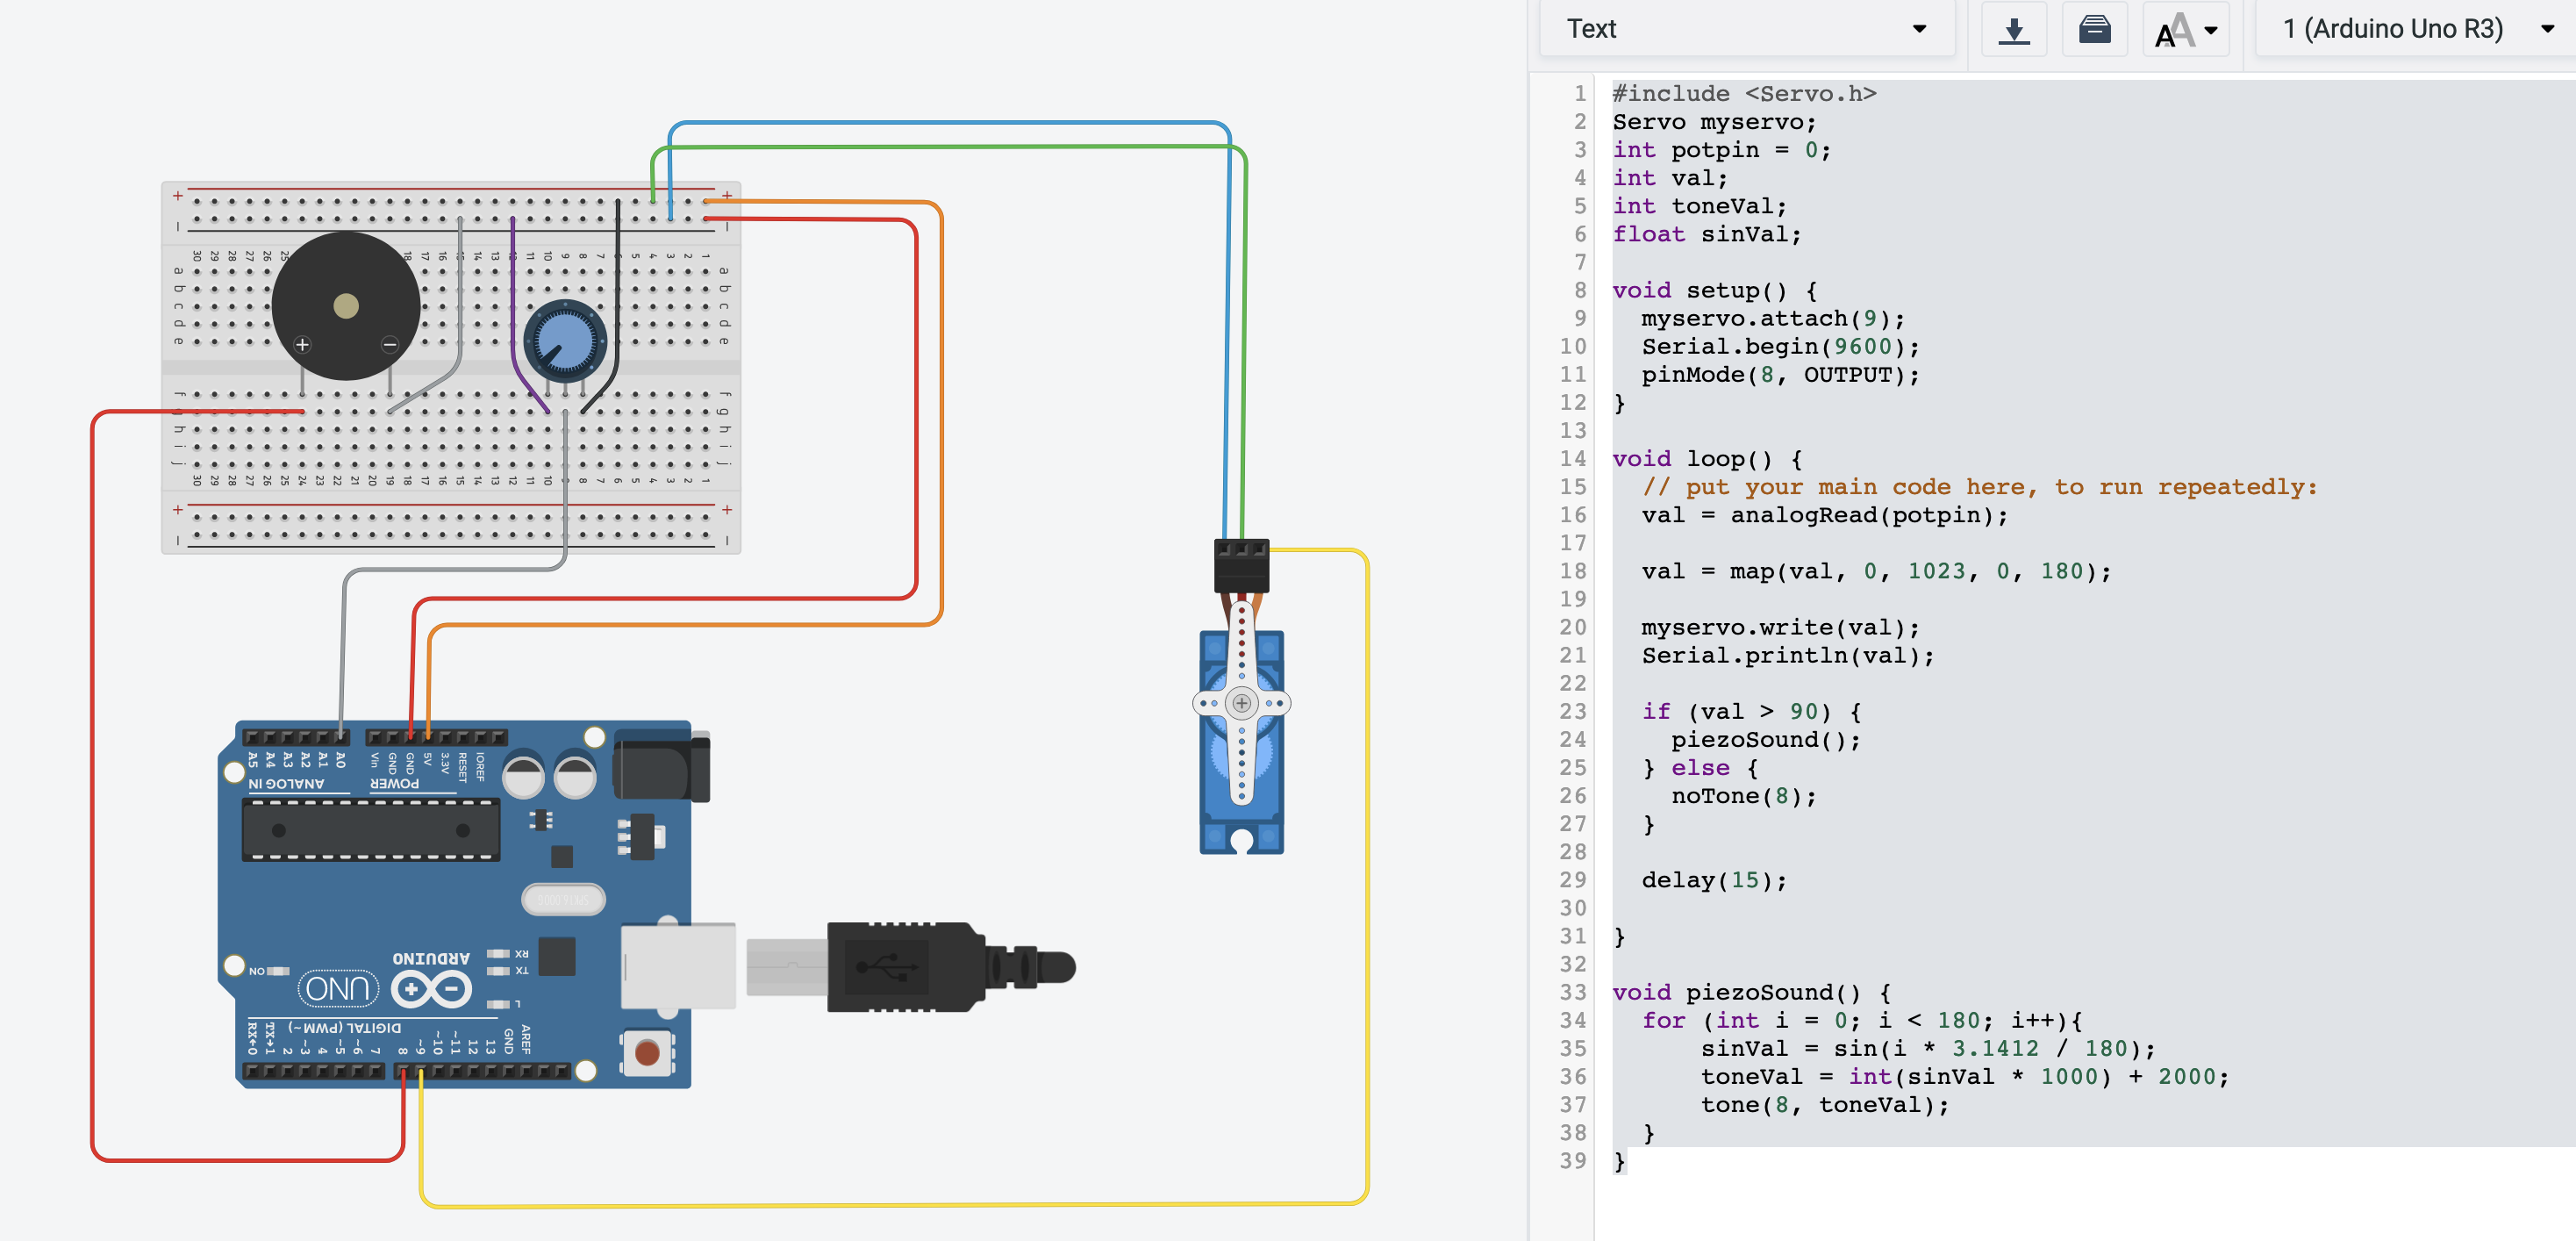 Text
1 (Arduino Uno R3)
1 #include <Servo.h>
2 Servo myservo;
3 int potpin = 0;
4 int val;
5 int toneVal;
6 float sinVal;
7
8 void setup() {
9 myservo.attach(9);
10 Serial.begin(9600);
11 pinMode(8, OUTPUT);
12 }
13
14 void loop() {
15 // put your main code here, to run repeatedly:
16 val = analogRead(potpin);
17
18 val = map(val, 0, 1023, 0, 180);
19
20 myservo.write(val);
21 Serial.println(val);
22
23 if (val > 90) {
24 piezoSound();
25 } else {
26 noTone(8);
27 }
28
29 delay(15);
30
31 }
32
33 void piezoSound() {
34 for (int i = 0; i < 180; i++){
35 sinVal = sin(i * 3.1412 / 180);
36 toneVal = int(sinVal * 1000) + 2000;
37 tone(8, toneVal);
38 }
39 }
30 29 28 27 26 25 18 17 16 14 13 11 10 9 8 7 5 4 3 2 1
a a
b b
c c
d d
e e
f f
g g
h h
i i
j j
30 29 28 27 26 25 24 23 22 21 20 19 18 17 16 15 14 13 12 11 10 8 7 6 5 4 3 2 1
A5 A4 A3 A2 A1 A0 Vin GND GND 5V 3.3V RESET IOREF
ANALOG IN POWER
ARDUINO
UNO
ON
RX
TX
L
DIGITAL (PWM~)
RX←0 TX→1 2 ~3 4 ~5 ~6 7 8 ~9 ~10 ~11 12 13 GND AREF